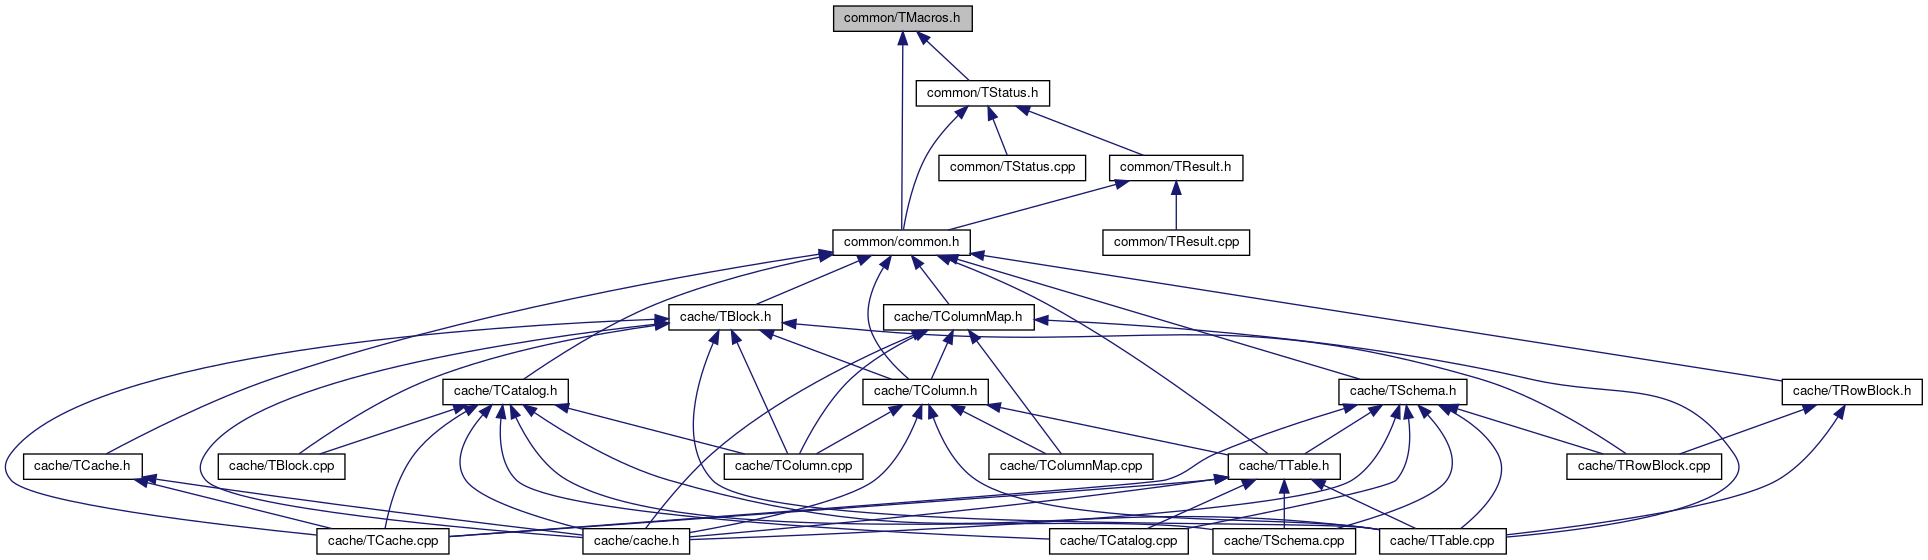 common/TMacros.h
common/TStatus.h
common/TStatus.cpp
common/TResult.h
common/common.h
common/TResult.cpp
cache/TBlock.h
cache/TColumnMap.h
cache/TCatalog.h
cache/TColumn.h
cache/TSchema.h
cache/TRowBlock.h
cache/TCache.h
cache/TBlock.cpp
cache/TColumn.cpp
cache/TColumnMap.cpp
cache/TTable.h
cache/TRowBlock.cpp
cache/TCache.cpp
cache/cache.h
cache/TCatalog.cpp
cache/TSchema.cpp
cache/TTable.cpp